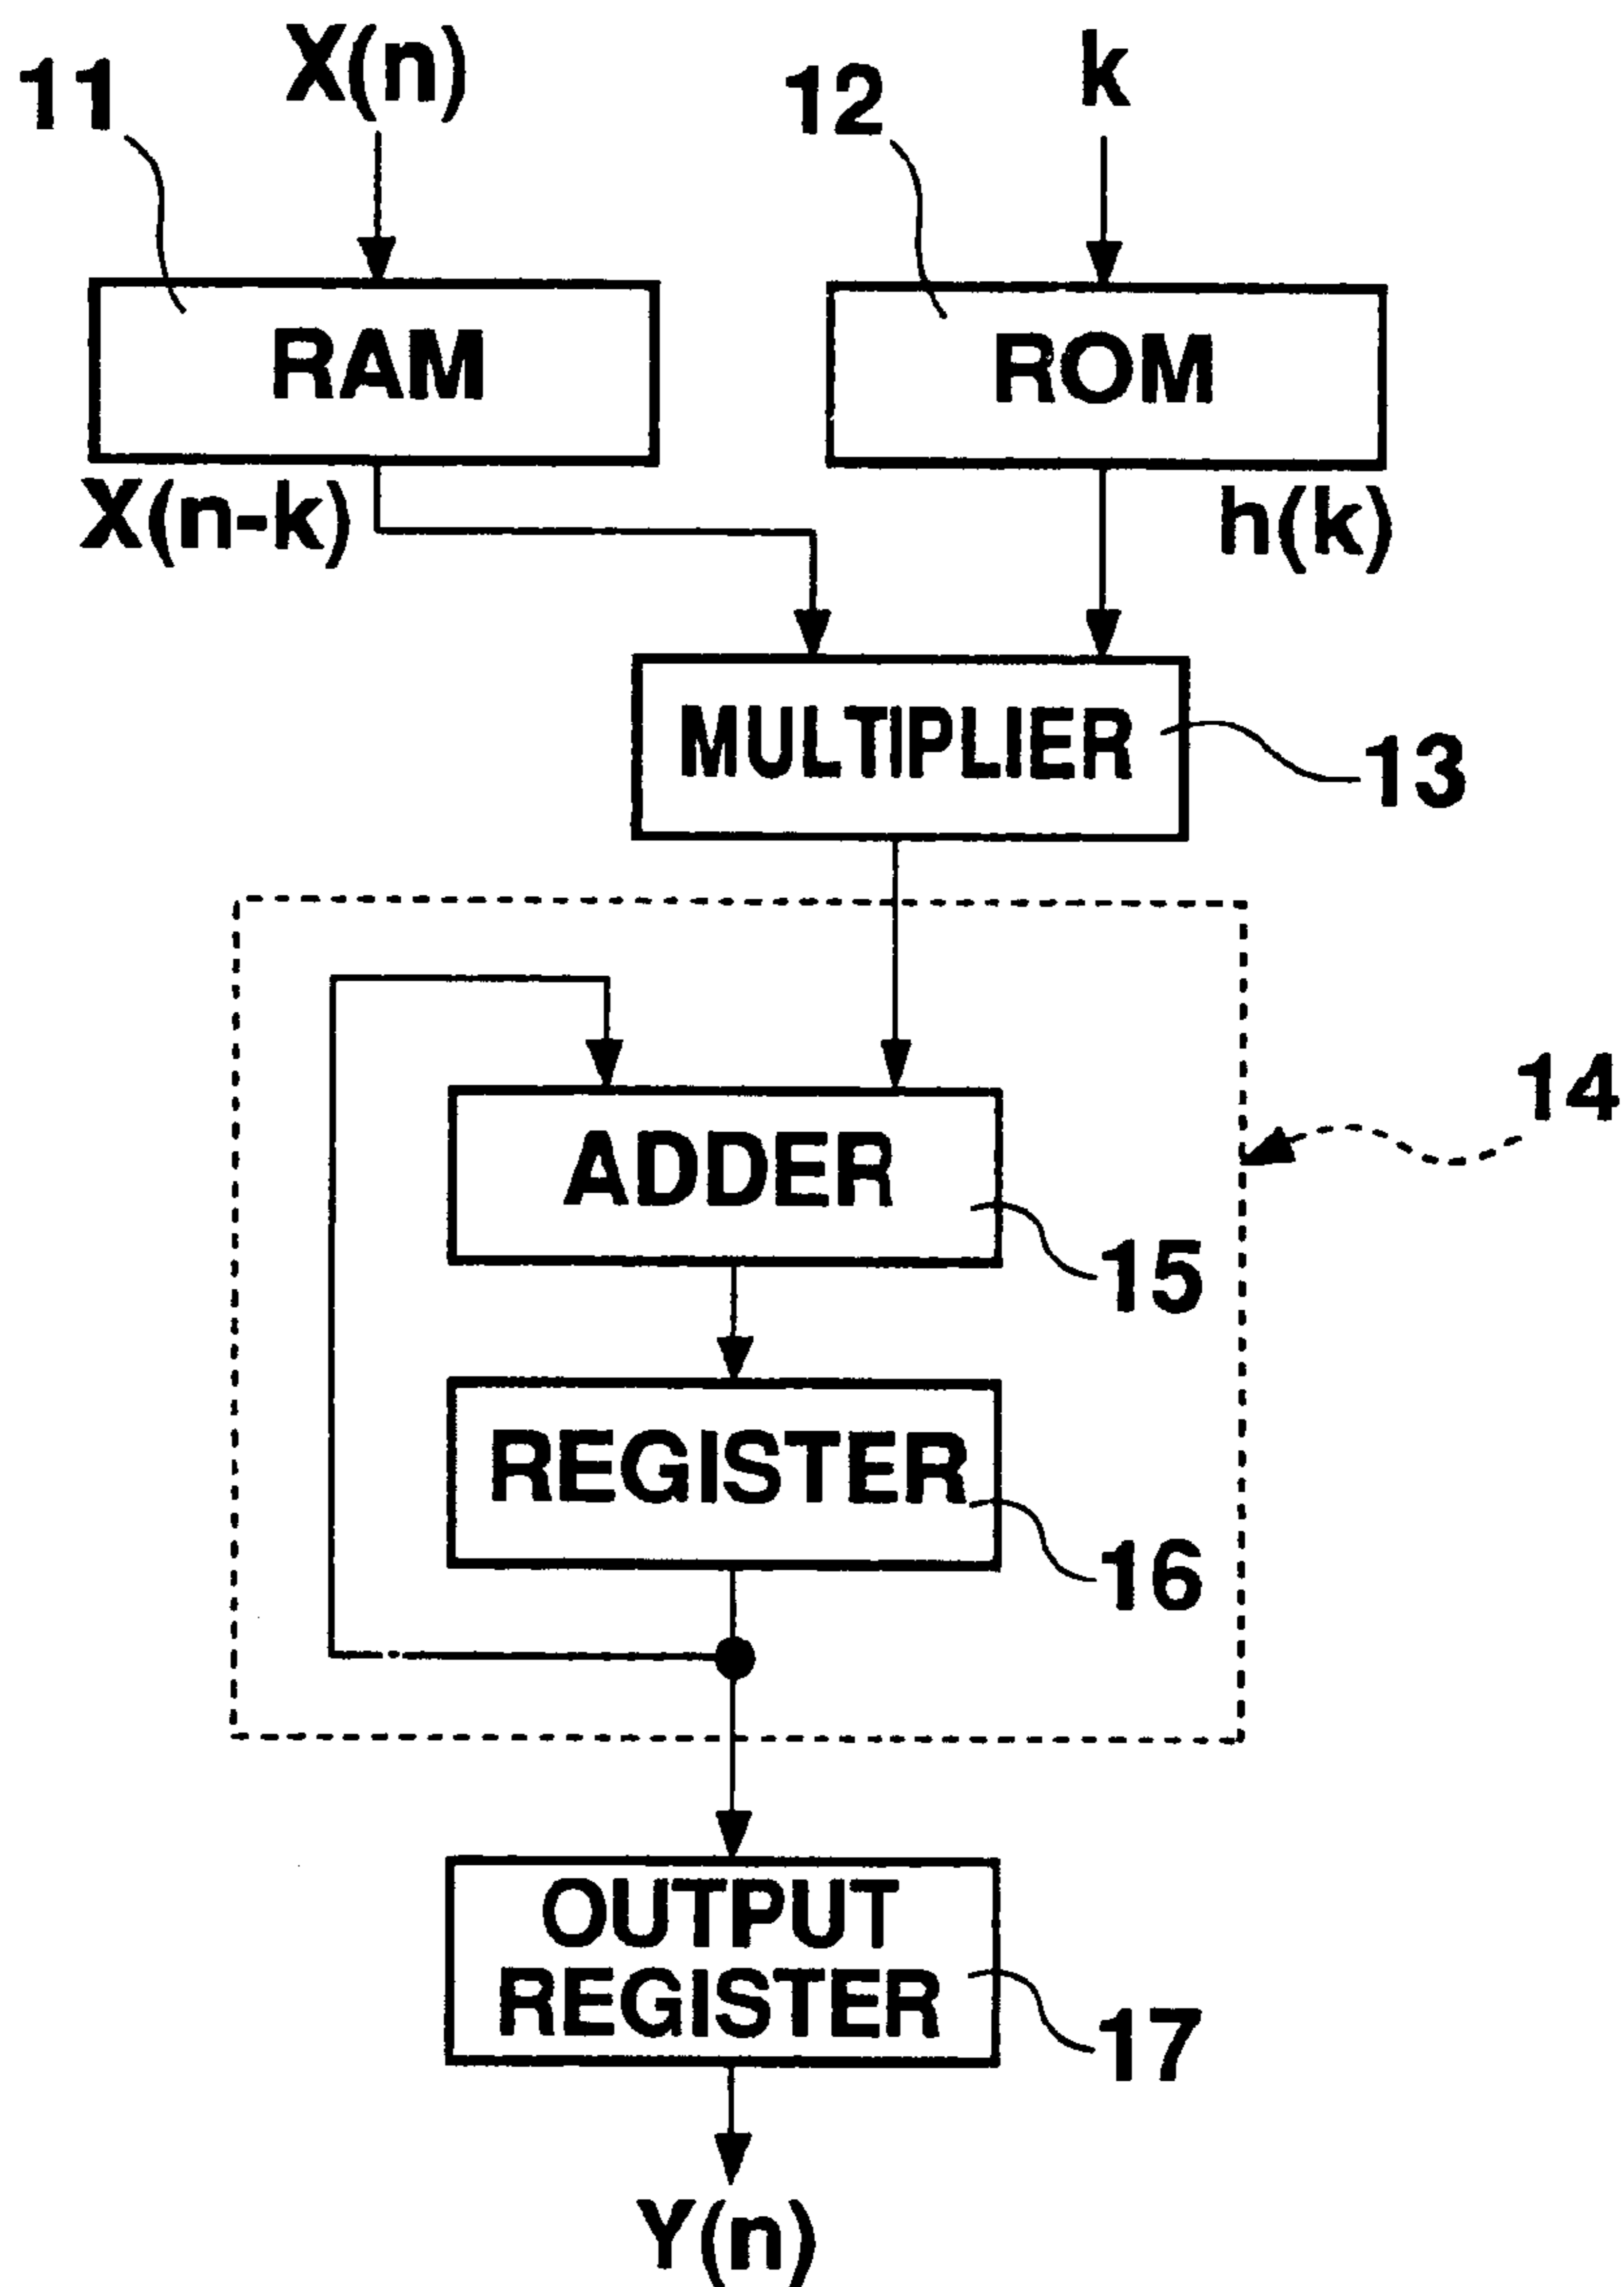 11
X(n)
12
k
RAM
ROM
X(n-k)
h(k)
MULTIPLIER
13
14
ADDER
15
REGISTER
16
OUTPUT
REGISTER
17
Y(n)